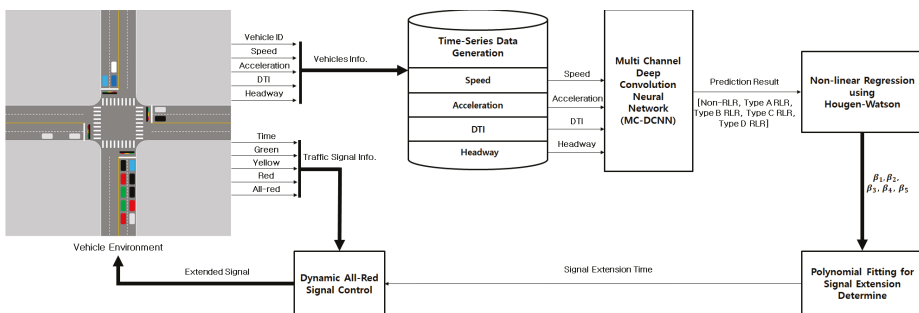 Vehicle ID
Speed
Acceleration
DTI
Headway
Vehicles Info.
Time
Green
Yellow
Red
All-red
Traffic Signal Info.
Vehicle Environment
Time-Series Data
Generation
Speed
Acceleration
DTI
Headway
Speed
Acceleration
DTI
Headway
Multi Channel
Deep
Convolution
Neural
Network
(MC-DCNN)
Prediction Result
[Non-RLR, Type A RLR,
Type B RLR, Type C RLR,
Type D RLR]
Non-linear Regression
using
Hougen-Watson
β₁, β₂,
β₃, β₄, β₅
Polynomial Fitting for
Signal Extension
Determine
Signal Extension Time
Dynamic All-Red
Signal Control
Extended Signal